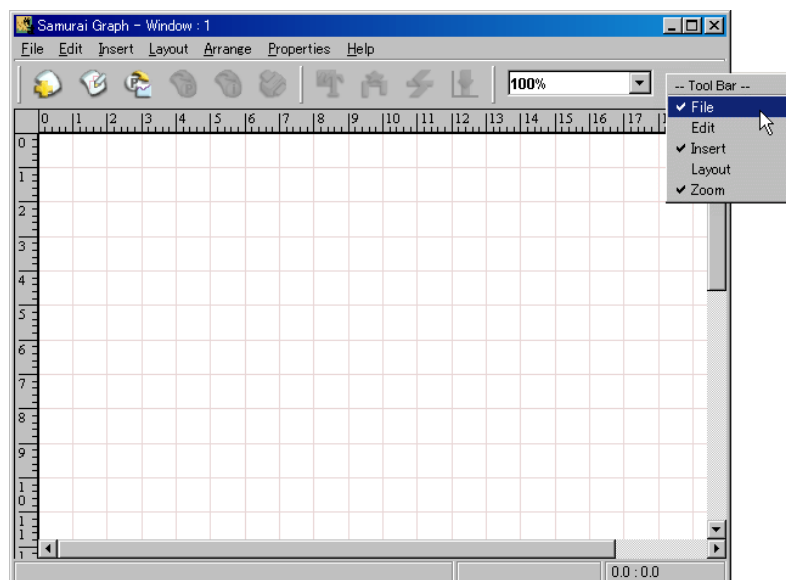 Samurai Graph - Window : 1
File Edit Insert Layout Arrange Properties Help
100%
-- Tool Bar --
File
Edit
Insert
Layout
Zoom
0 1 2 3 4 5 6 7 8 9 10 11 12 13 14 15 16 17
0
1
2
3
4
5
6
7
8
9
10
11
0.0 : 0.0